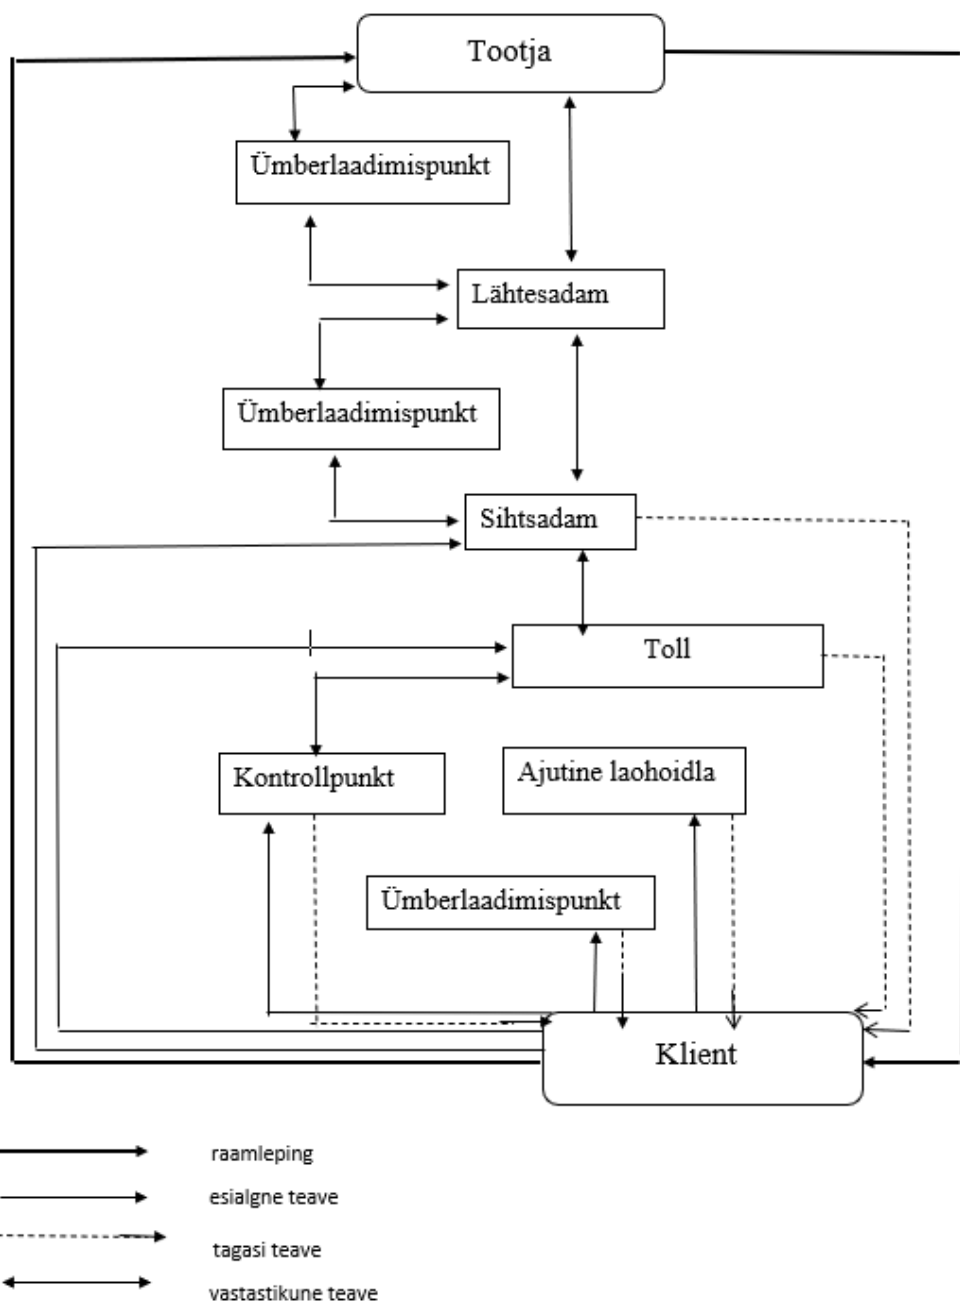 Tootja
Ümberlaadimispunkt
Lähtesadam
Ümberlaadimispunkt
Sihtsadam
Toll
Kontrollpunkt
Ajutine laohoidla
Ümberlaadimispunkt
Klient
raamleping
esialgne teave
tagasi teave
vastastikune teave